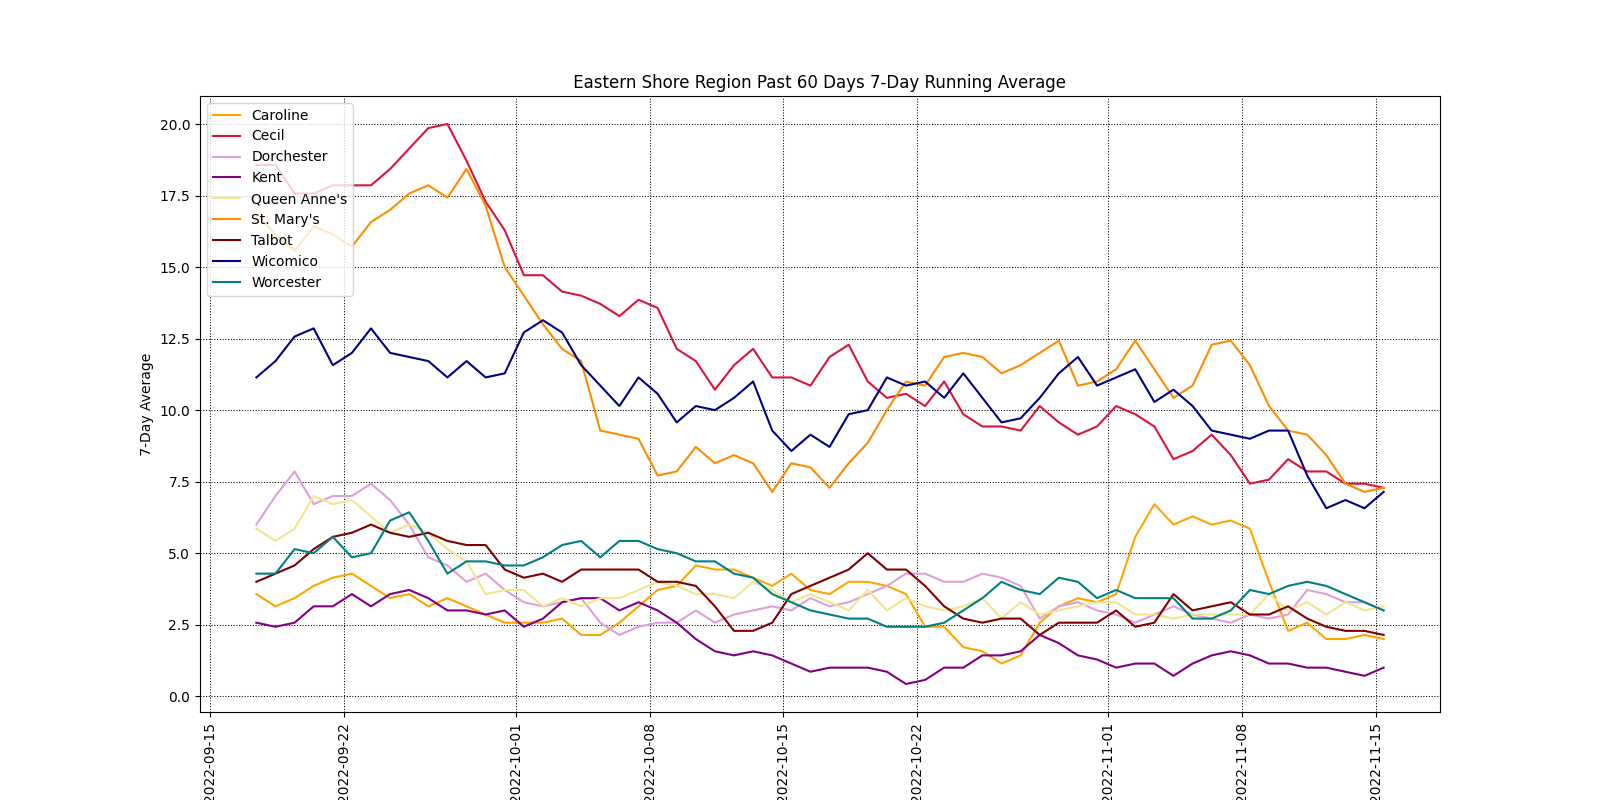 Eastern Shore Region Past 60 Days 7-Day Running Average
Caroline
Cecil
Dorchester
Kent
Queen Anne's
St. Mary's
Talbot
Wicomico
Worcester
20.0
17.5
15.0
12.5
10.0
7.5
5.0
2.5
0.0
7-Day Average
2022-09-15
2022-09-22
2022-10-01
2022-10-08
2022-10-15
2022-10-22
2022-11-01
2022-11-08
2022-11-15